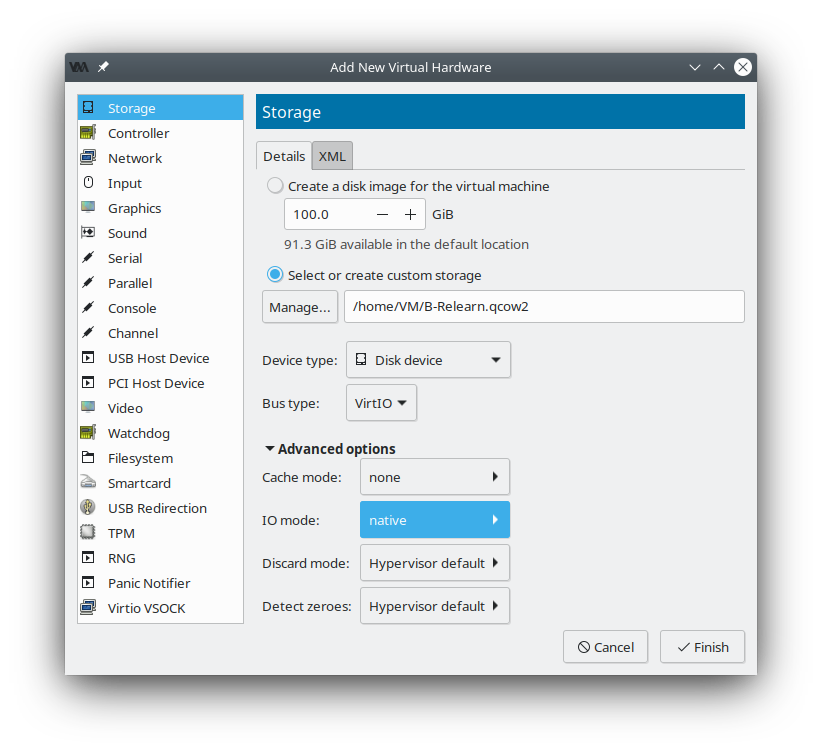 Add New Virtual Hardware
Storage
Controller
Network
Input
Graphics
Sound
Serial
Parallel
Console
Channel
USB Host Device
PCI Host Device
Video
Watchdog
Filesystem
Smartcard
USB Redirection
TPM
RNG
Panic Notifier
Virtio VSOCK
Storage
Details XML
Create a disk image for the virtual machine
100.0 − + GiB
91.3 GiB available in the default location
Select or create custom storage
Manage... /home/VM/B-Relearn.qcow2
Device type: Disk device
Bus type: VirtIO
Advanced options
Cache mode: none
IO mode: native
Discard mode: Hypervisor default
Detect zeroes: Hypervisor default
Cancel Finish